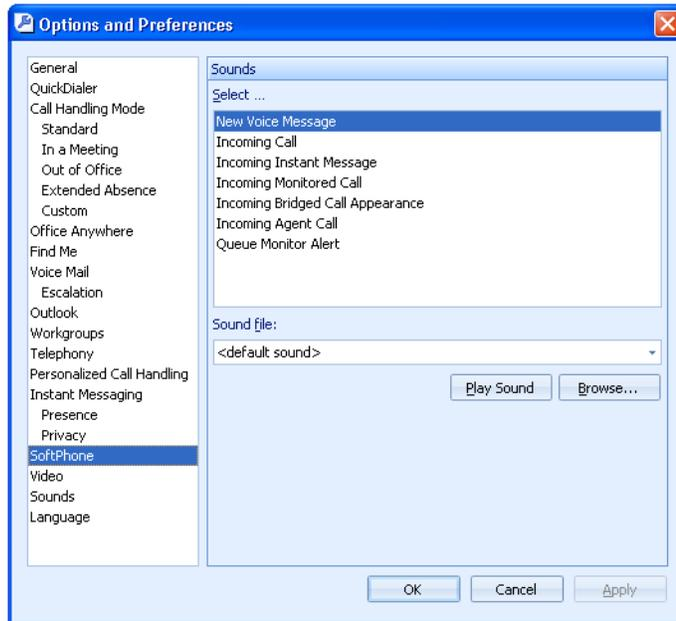 Options and Preferences
General
QuickDialer
Call Handling Mode
Standard
In a Meeting
Out of Office
Extended Absence
Custom
Office Anywhere
Find Me
Voice Mail
Escalation
Outlook
Workgroups
Telephony
Personalized Call Handling
Instant Messaging
Presence
Privacy
SoftPhone
Video
Sounds
Language
Sounds
Select ...
New Voice Message
Incoming Call
Incoming Instant Message
Incoming Monitored Call
Incoming Bridged Call Appearance
Incoming Agent Call
Queue Monitor Alert
Sound file:
<default sound>
Play Sound Browse...
OK Cancel Apply